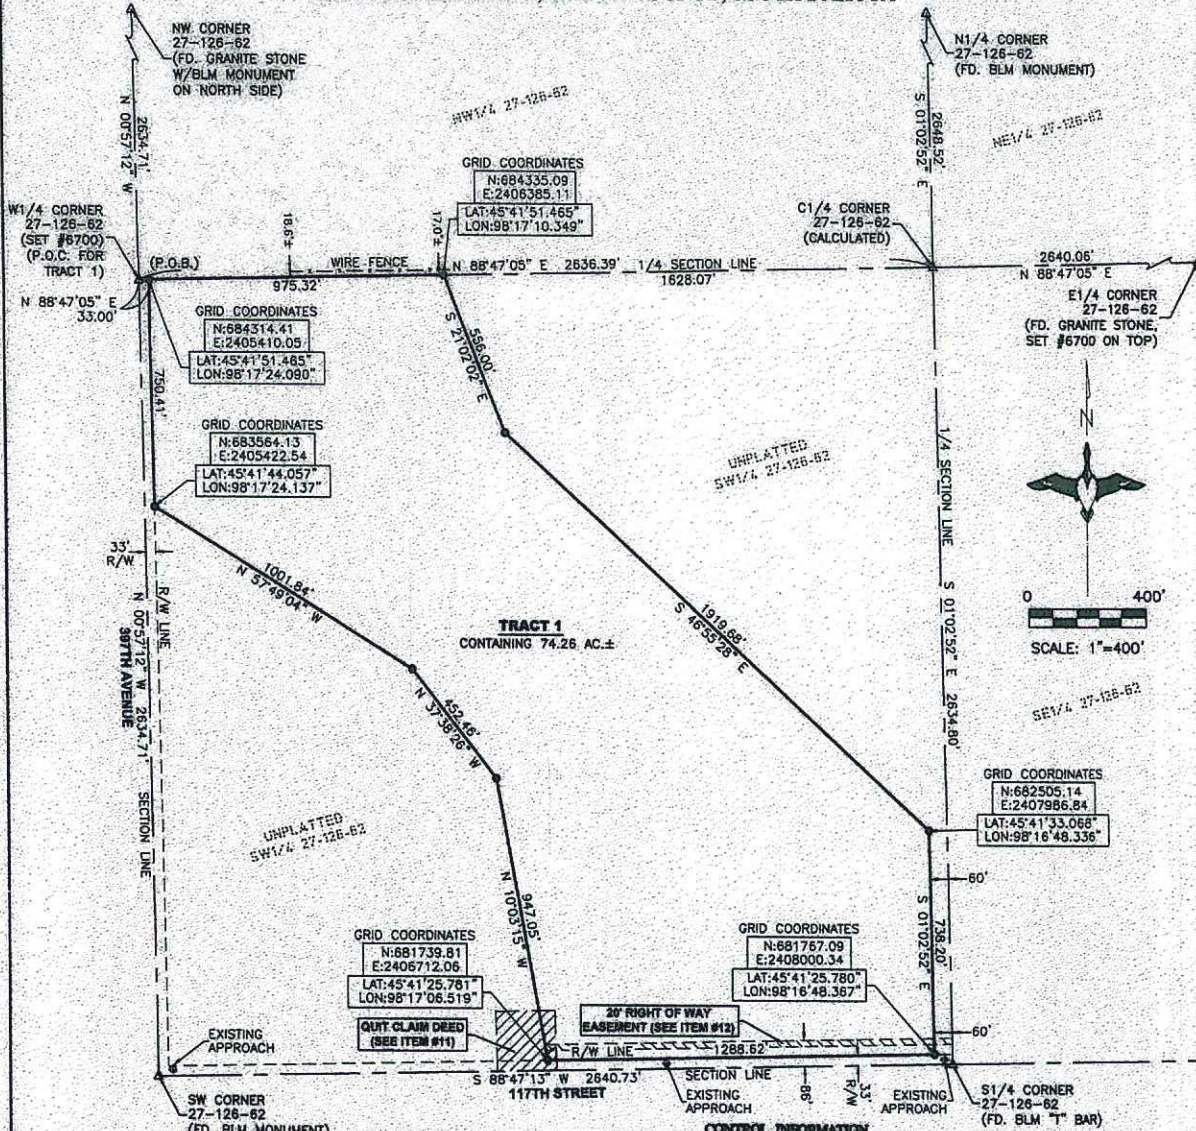 NW CORNER
27-126-62
(FD. GRANITE STONE
W/BLM MONUMENT
ON NORTH SIDE)
N1/4 CORNER
27-126-62
(FD. BLM MONUMENT)
2634.71'
N 00°57'12" W
NW1/4 27-126-62
2648.52'
S 01°02'52" E
NE1/4 27-126-62
GRID COORDINATES
N:684335.09
E:2406385.11
LAT:45°41'51.465"
LON:98°17'10.349"
W1/4 CORNER
27-126-62
(SET #6700)
(P.O.C. FOR
TRACT 1)
C1/4 CORNER
27-126-62
(CALCULATED)
18.6'±
17.0'±
(P.O.B.)
WIRE FENCE
N 88°47'05" E 2636.39' 1/4 SECTION LINE
975.32'
1628.07'
2640.06'
N 88°47'05" E
N 88°47'05" E
33.00'
E1/4 CORNER
27-126-62
(FD. GRANITE STONE,
SET #6700 ON TOP)
GRID COORDINATES
N:684314.41
E:2405410.05
LAT:45°41'51.465"
LON:98°17'24.090"
556.00'
S 21°02'02" E
750.41'
GRID COORDINATES
N:683564.13
E:2405422.54
LAT:45°41'44.057"
LON:98°17'24.137"
N
UNPLATTED
SW1/4 27-126-62
1/4 SECTION LINE S 01°02'52" E 2634.80'
33'
R/W
R/W LINE
1001.84'
N 57°49'04" W
0 400'
SCALE: 1"=400'
N 00°57'12" W 2634.71' SECTION LINE
397TH AVENUE
TRACT 1
CONTAINING 74.26 AC.±
1919.68'
S 46°55'28" E
452.46'
N 37°38'26" W
SE1/4 27-126-62
GRID COORDINATES
N:682505.14
E:2407986.84
LAT:45°41'33.068"
LON:98°16'48.336"
UNPLATTED
SW1/4 27-126-62
60'
947.05'
N 10°03'15" W
738.20'
S 01°02'52" E
GRID COORDINATES
N:681739.81
E:2406712.06
LAT:45°41'25.781"
LON:98°17'06.519"
GRID COORDINATES
N:681767.09
E:2408000.34
LAT:45°41'25.780"
LON:98°16'48.367"
QUIT CLAIM DEED
(SEE ITEM #11)
20' RIGHT OF WAY
EASEMENT (SEE ITEM #12)
60'
EXISTING
APPROACH
R/W LINE 1288.62'
S 88°47'13" W 2640.73' SECTION LINE
117TH STREET
EXISTING
APPROACH
86'
33'
R/W
EXISTING
APPROACH
SW CORNER
27-126-62
(FD. BLM MONUMENT)
S1/4 CORNER
27-126-62
(FD. BLM "T" BAR)
CONTROL INFORMATION